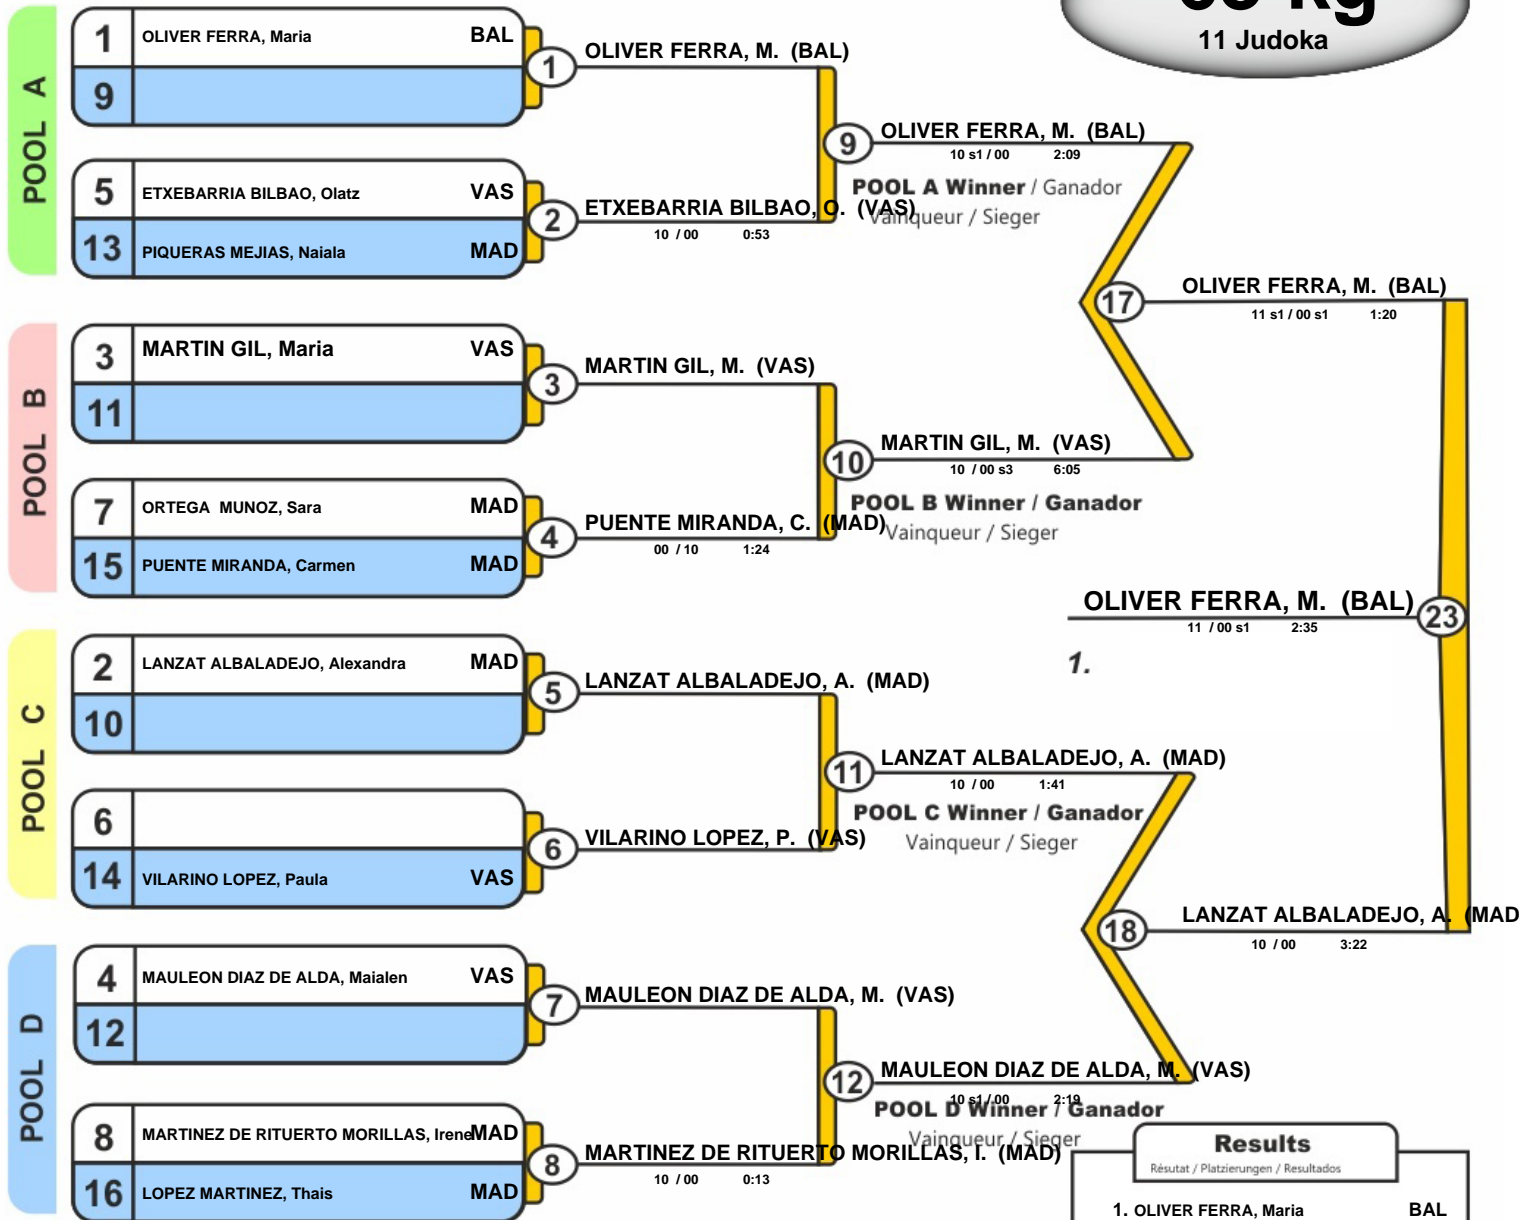 kg
11 Judoka
POOL A
1 OLIVER FERRA, Maria BAL
9
1
OLIVER FERRA, M. (BAL)
5 ETXEBARRIA BILBAO, Olatz VAS
13 PIQUERAS MEJIAS, Naiala MAD
2
ETXEBARRIA BILBAO, O. (VAS)
10 / 00 0:53
9
OLIVER FERRA, M. (BAL)
10 s1 / 00 2:09
POOL A Winner / Ganador
Vainqueur / Sieger
POOL B
3 MARTIN GIL, Maria VAS
11
3
MARTIN GIL, M. (VAS)
7 ORTEGA MUNOZ, Sara MAD
15 PUENTE MIRANDA, Carmen MAD
4
PUENTE MIRANDA, C. (MAD)
00 / 10 1:24
10
MARTIN GIL, M. (VAS)
10 / 00 s3 6:05
POOL B Winner / Ganador
Vainqueur / Sieger
17
OLIVER FERRA, M. (BAL)
11 s1 / 00 s1 1:20
OLIVER FERRA, M. (BAL)
23
11 / 00 s1 2:35
1.
POOL C
2 LANZAT ALBALADEJO, Alexandra MAD
10
5
LANZAT ALBALADEJO, A. (MAD)
6
14 VILARINO LOPEZ, Paula VAS
6
VILARINO LOPEZ, P. (VAS)
11
LANZAT ALBALADEJO, A. (MAD)
10 / 00 1:41
POOL C Winner / Ganador
Vainqueur / Sieger
18
LANZAT ALBALADEJO, A. (MAD
10 / 00 3:22
POOL D
4 MAULEON DIAZ DE ALDA, Maialen VAS
12
7
MAULEON DIAZ DE ALDA, M. (VAS)
8 MARTINEZ DE RITUERTO MORILLAS, Irene MAD
16 LOPEZ MARTINEZ, Thais MAD
8
MARTINEZ DE RITUERTO MORILLAS, I. (MAD)
10 / 00 0:13
12
MAULEON DIAZ DE ALDA, M. (VAS)
10 s1 / 00 2:19
POOL D Winner / Ganador
Vainqueur / Sieger
Results
Résutat / Platzierungen / Resultados
1. OLIVER FERRA, Maria BAL